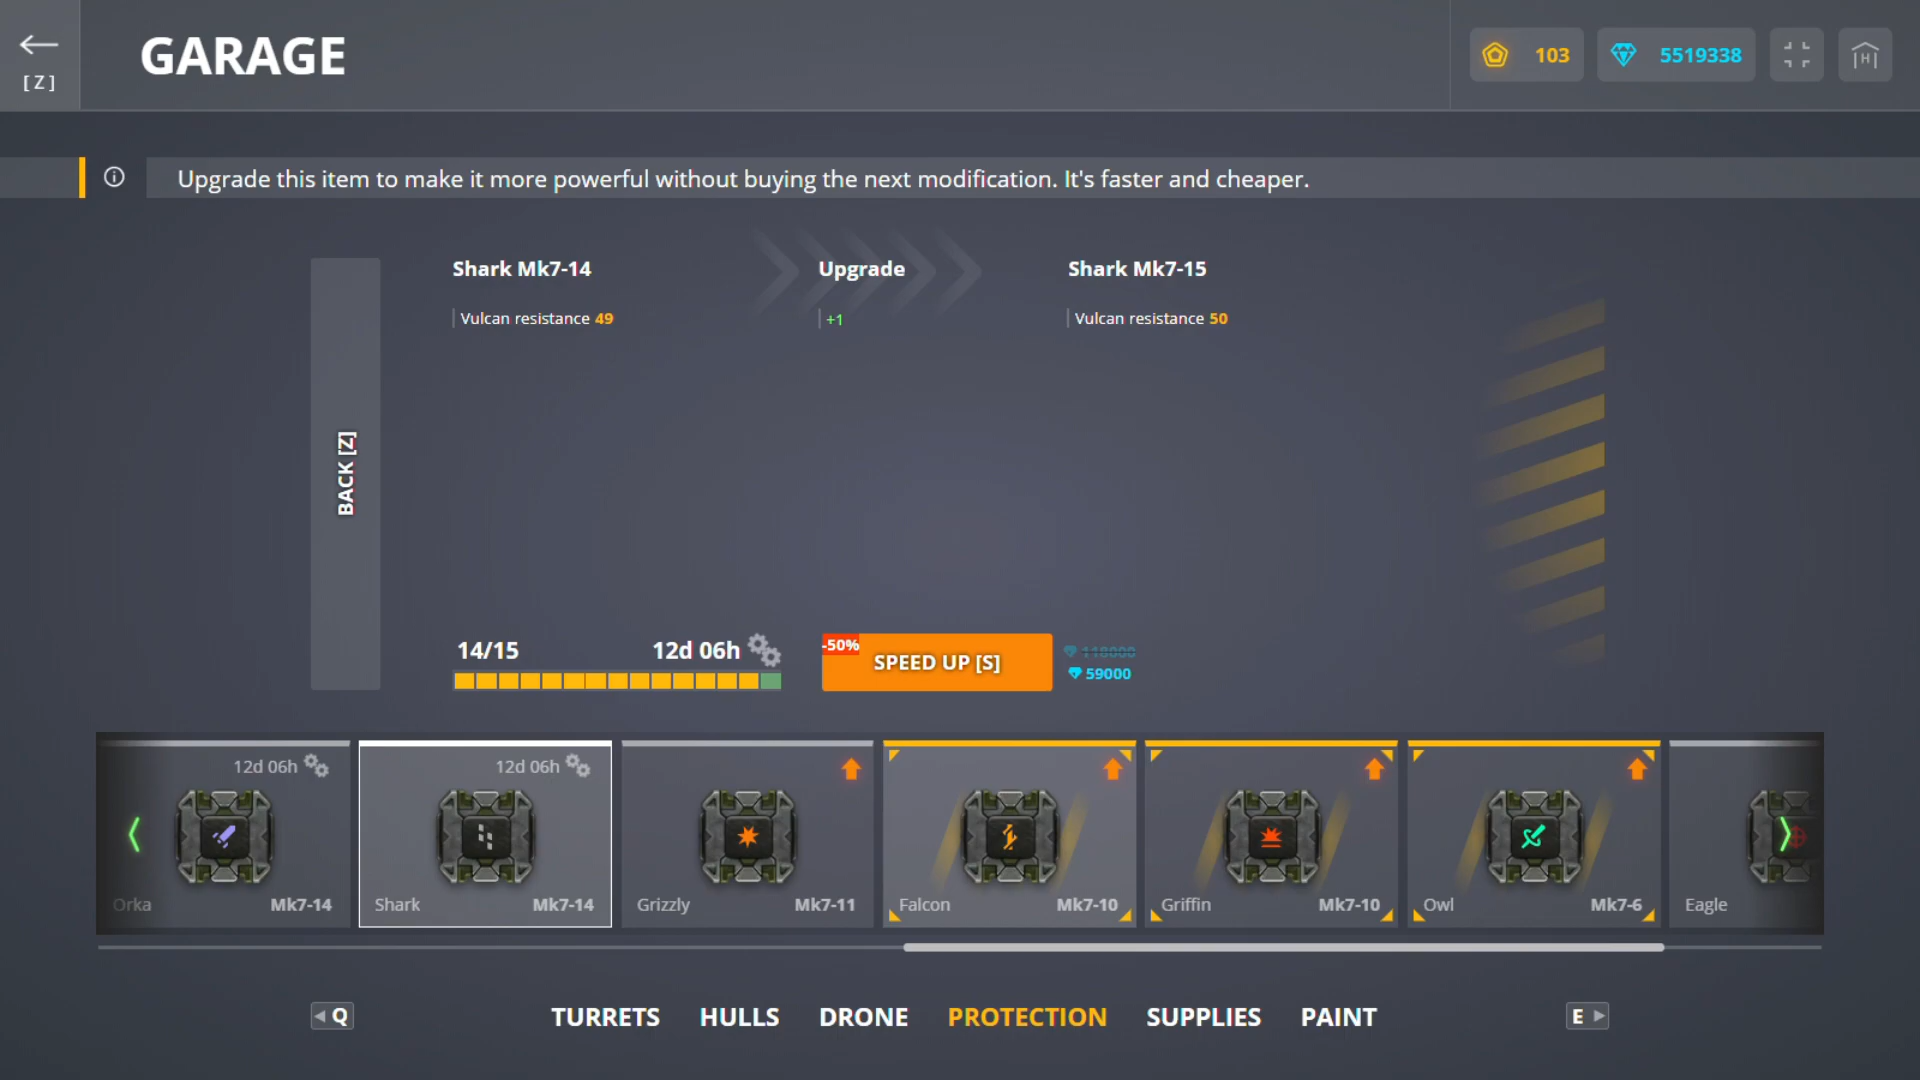 [ Z ]
GARAGE
103
5519338
[H]
Upgrade this item to make it more powerful without buying the next modification. It's faster and cheaper.
Shark Mk7-14
Upgrade
Shark Mk7-15
Vulcan resistance 49
+1
Vulcan resistance 50
BACK [Z]
14/15
12d 06h
-50%
SPEED UP [S]
118000
59000
12d 06h
12d 06h
Orka
Mk7-14
Shark
Mk7-14
Grizzly
Mk7-11
Falcon
Mk7-10
Griffin
Mk7-10
Owl
Mk7-6
Eagle
Q
TURRETS
HULLS
DRONE
PROTECTION
SUPPLIES
PAINT
E